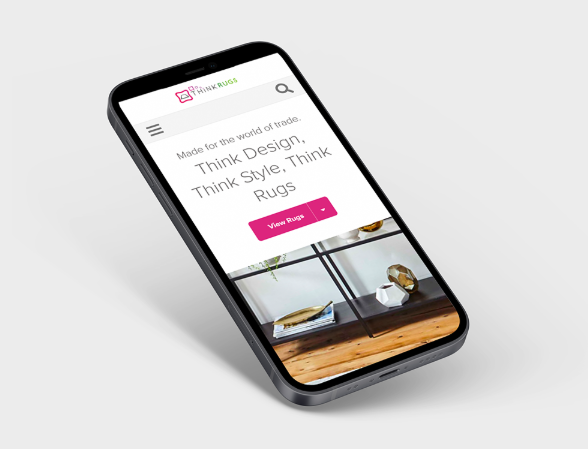 THINK RUGS
Made for the world of trade.
Think Design,
Think Style, Think
Rugs
View Rugs